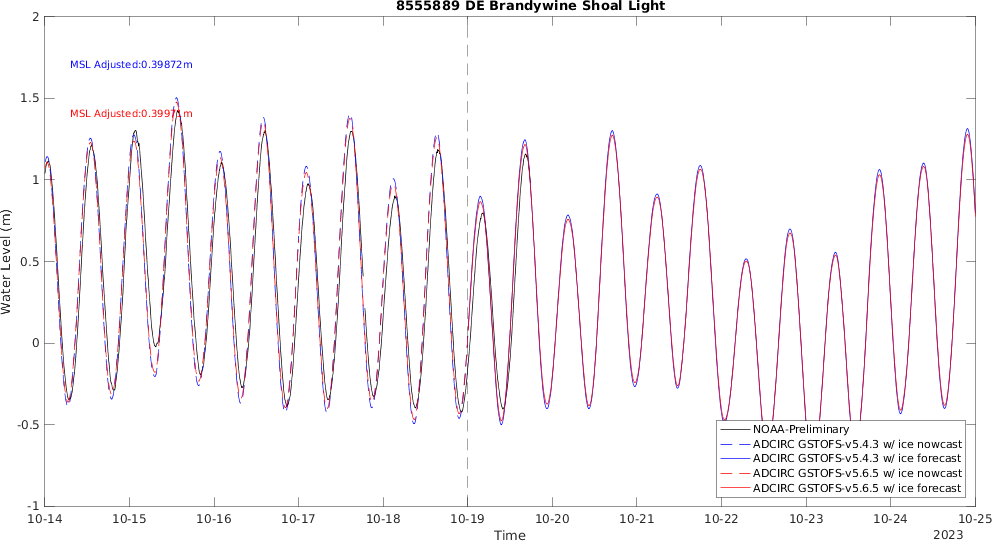 8555889 DE Brandywine Shoal Light
2
1.5
1
0.5
0
-0.5
-1
Water Level (m)
MSL Adjusted:0.39872m
MSL
NOAA-Preliminary
ADCIRC GSTOFS-v5.4.3 w/ ice nowcast
ADCIRC GSTOFS-v5.4.3 w/ ice forecast
ADCIRC GSTOFS-v5.6.5 w/ ice nowcast
ADCIRC GSTOFS-v5.6.5 w/ ice forecast
10-14 10-15 10-16 10-17 10-18 10-19 10-20 10-21 10-22 10-23 10-24 10-25
Time
2023